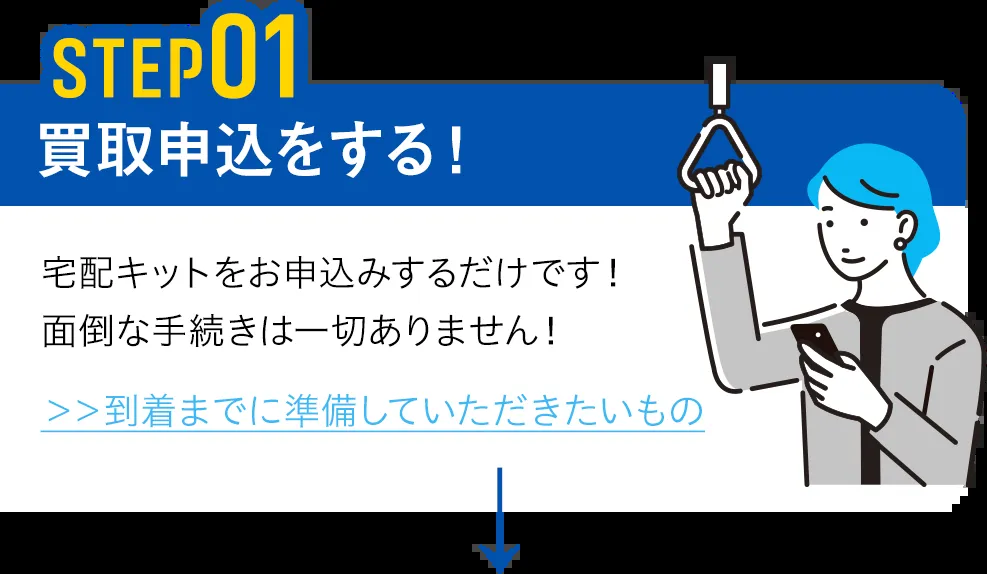 STEP01
買取申込をする！
宅配キットをお申込みするだけです！
面倒な手続きは一切ありません！
>>到着までに準備していただきたいもの